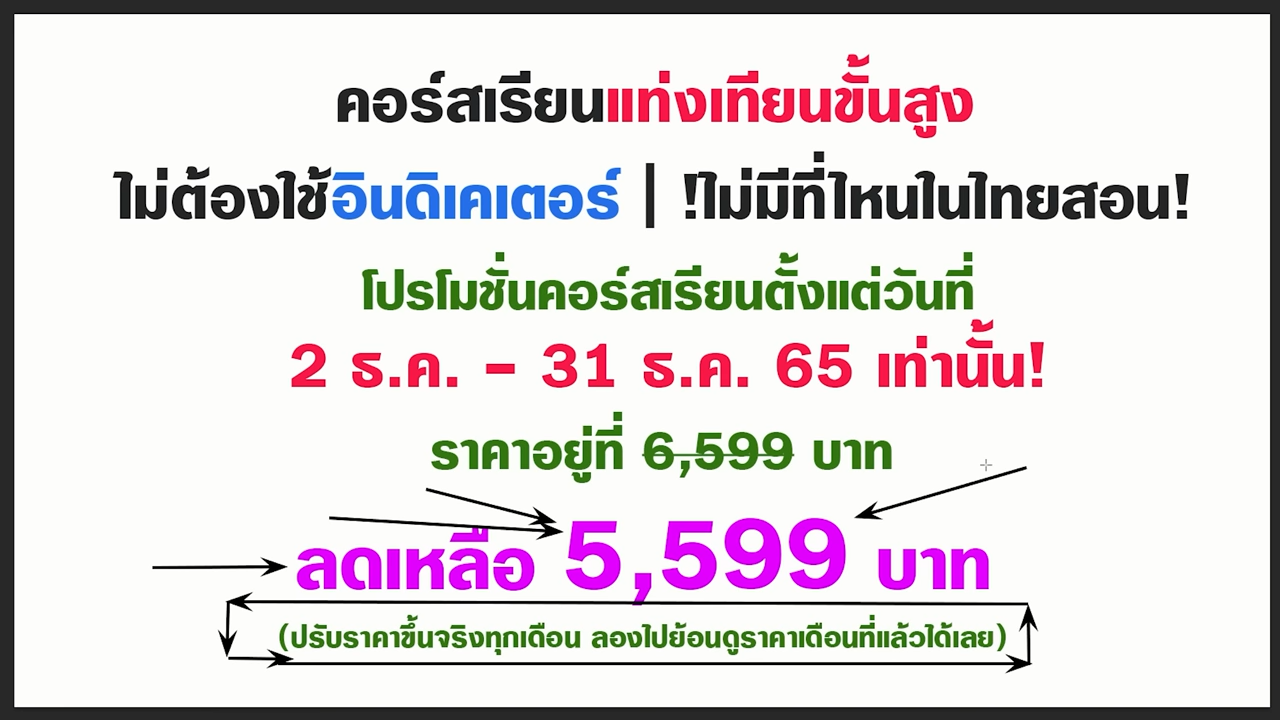 คอร์สเรียนแท่งเทียนขั้นสูง
ไม่ต้องใช้อินดิเคเตอร์ | !ไม่มีที่ไหนในไทยสอน!
โปรโมชั่นคอร์สเรียนตั้งแต่วันที่
2 ธ.ค. - 31 ธ.ค. 65 เท่านั้น!
ราคาอยู่ที่ 6,599 บาท
ลดเหลือ 5,599 บาท
(ปรับราคาขึ้นจริงทุกเดือน ลองไปย้อนดูราคาเดือนที่แล้วได้เลย)